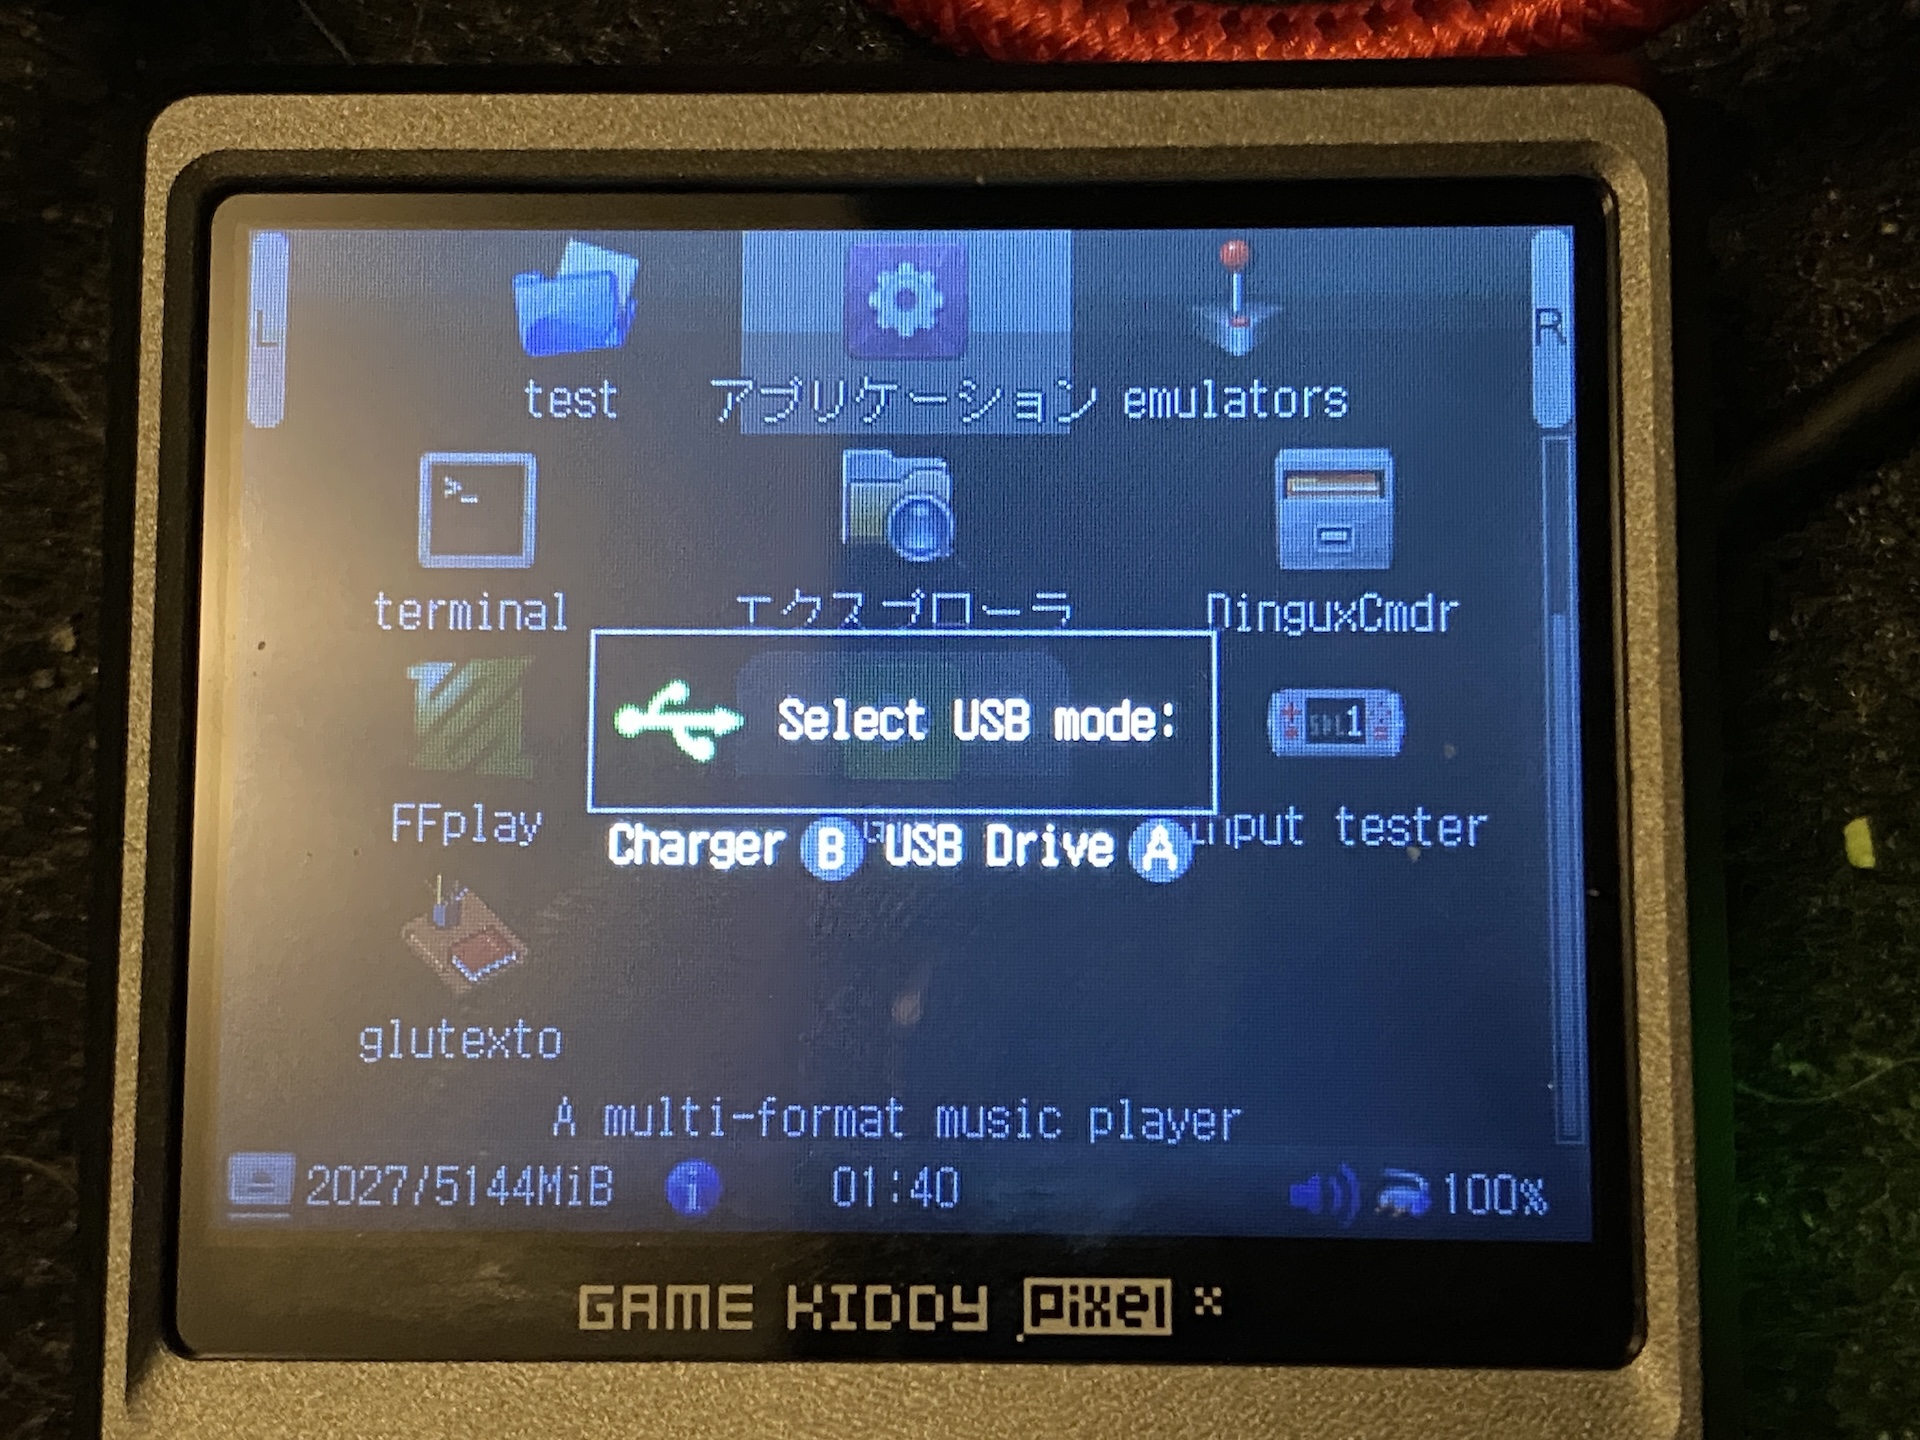 L
R
test アプリケーション emulators
>_
terminal エクスプローラ DinguxCmdr
Select USB mode:
FFplay input tester
Charger B USB Drive A
glutexto
A multi-format music player
2027/5144MiB i 01:40 100%
GAME KIDDY pixel